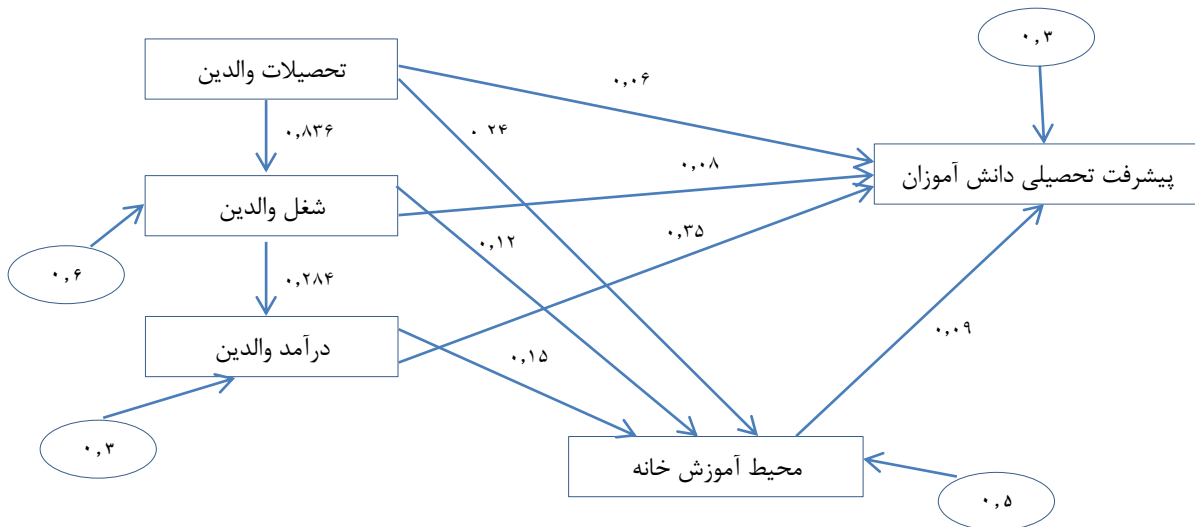 ۰,۳
تحصیلات والدین
۰,۰۶
۰,۸۳۶
۰ ۲۴
۰,۰۸
پیشرفت تحصیلی دانش آموزان
شغل والدین
۰,۱۲
۰,۳۵
۰,۶
۰,۲۸۴
درآمد والدین
۰,۱۵
۰,۰۹
۰,۳
محیط آموزش خانه
۰,۵